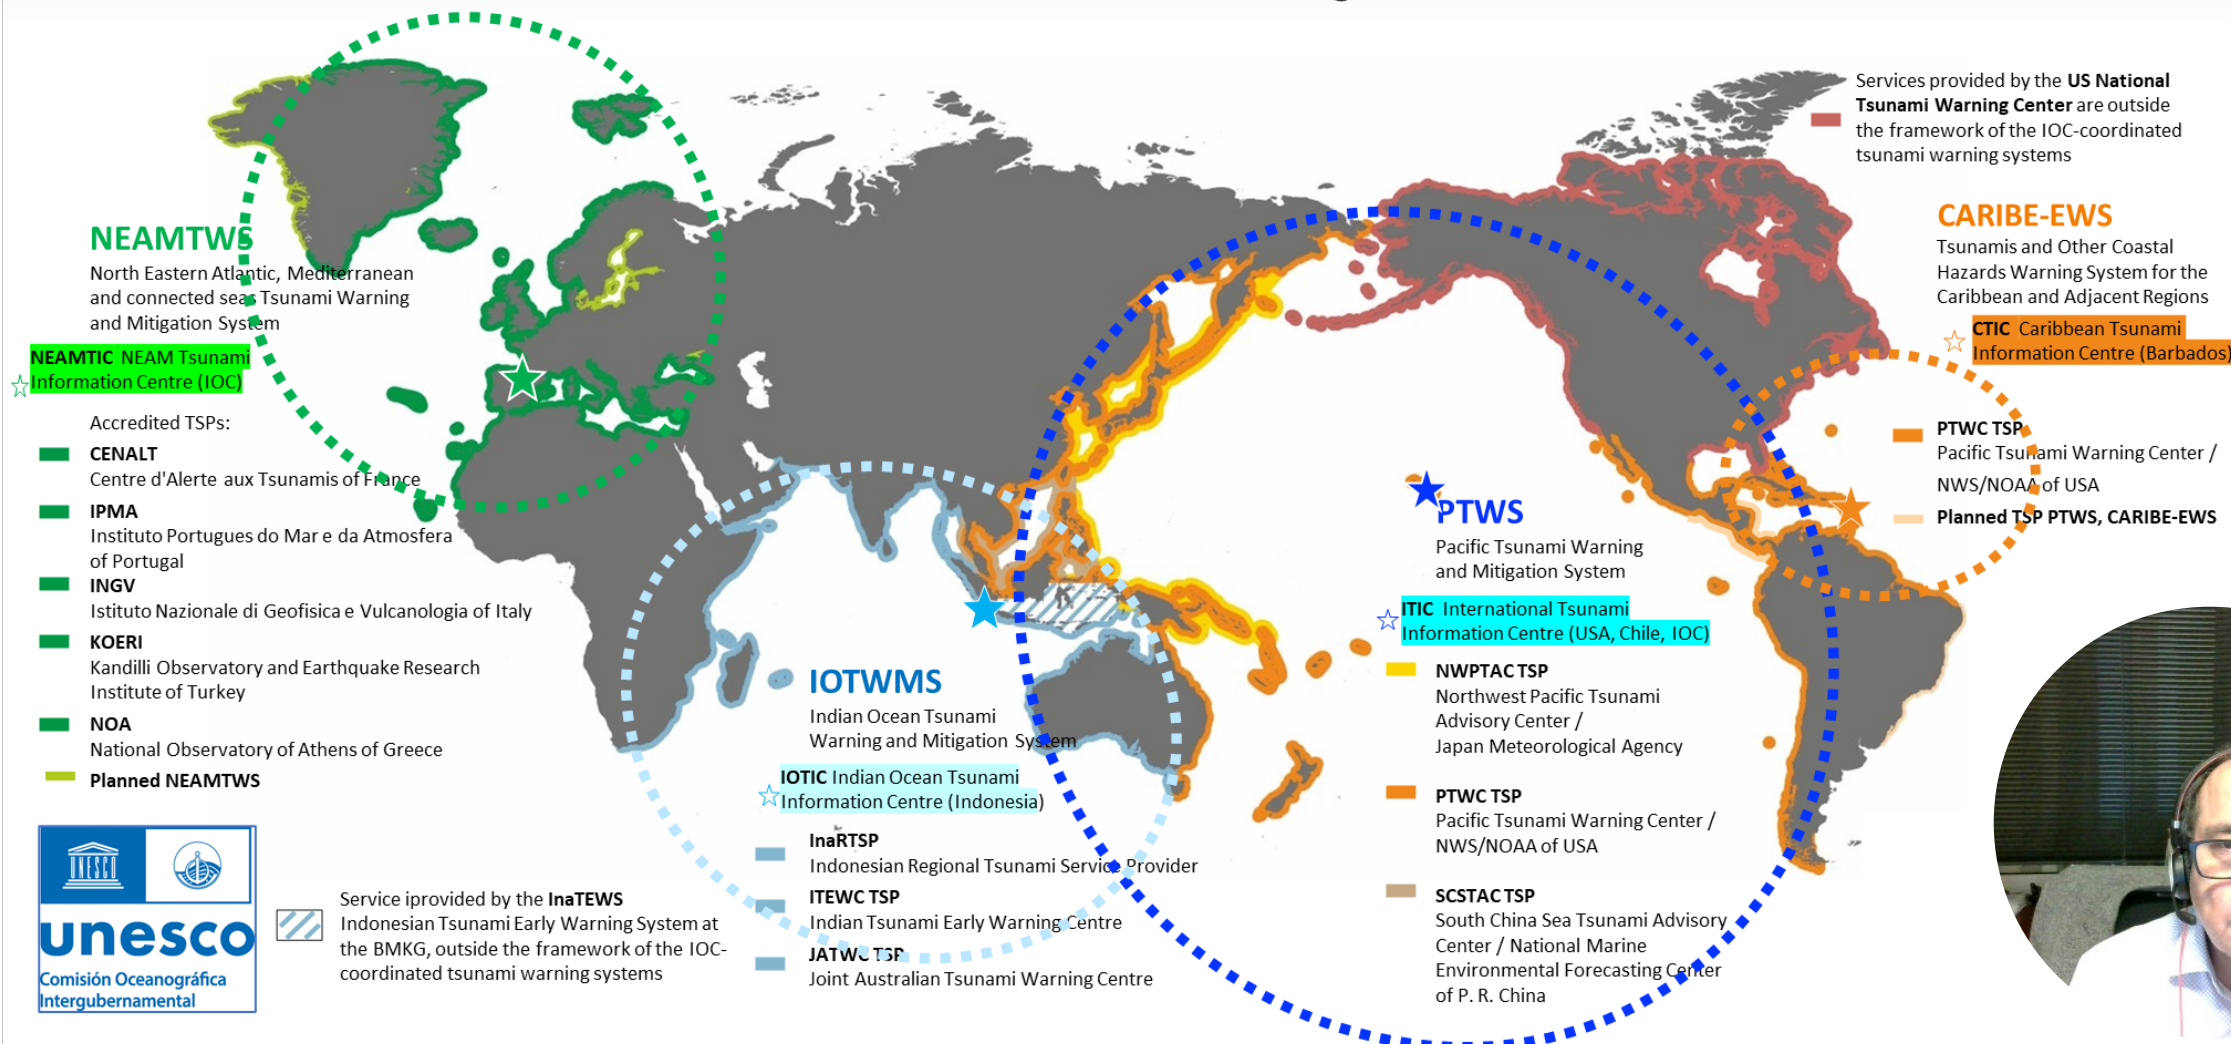 Services provided by the US National
Tsunami Warning Center are outside
the framework of the IOC-coordinated
tsunami warning systems
NEAMTWS
North Eastern Atlantic, Mediterranean
and connected seas Tsunami Warning
and Mitigation System
NEAMTIC NEAM Tsunami
Information Centre (IOC)
Accredited TSPs:
CENALT
Centre d'Alerte aux Tsunamis of France
IPMA
Instituto Portugues do Mar e da Atmosfera
of Portugal
INGV
Istituto Nazionale di Geofisica e Vulcanologia of Italy
KOERI
Kandilli Observatory and Earthquake Research
Institute of Turkey
NOA
National Observatory of Athens of Greece
Planned NEAMTWS
unesco
UNESCO
Comisión Oceanográfica
Intergubernamental
Service iprovided by the InaTEWS
Indonesian Tsunami Early Warning System at
the BMKG, outside the framework of the IOC-
coordinated tsunami warning systems
IOTWMS
Indian Ocean Tsunami
Warning and Mitigation System
IOTIC Indian Ocean Tsunami
Information Centre (Indonesia)
InaRTSP
Indonesian Regional Tsunami Service Provider
ITEWC TSP
Indian Tsunami Early Warning Centre
JATWC TSP
Joint Australian Tsunami Warning Centre
PTWS
Pacific Tsunami Warning
and Mitigation System
ITIC International Tsunami
Information Centre (USA, Chile, IOC)
NWPTAC TSP
Northwest Pacific Tsunami
Advisory Center /
Japan Meteorological Agency
PTWC TSP
Pacific Tsunami Warning Center /
NWS/NOAA of USA
SCSTAC TSP
South China Sea Tsunami Advisory
Center / National Marine
Environmental Forecasting Center
of P. R. China
CARIBE-EWS
Tsunamis and Other Coastal
Hazards Warning System for the
Caribbean and Adjacent Regions
CTIC Caribbean Tsunami
Information Centre (Barbados)
PTWC TSP
Pacific Tsunami Warning Center /
NWS/NOAA of USA
Planned TSP PTWS, CARIBE-EWS